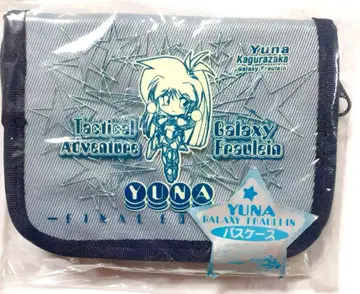 Yuna
Kagurazaka
Galaxy Fraulein
Tactical Galaxy
Adventure Fraulein
YUNA
YUNA
GALAXY FRAULEIN
パスケース